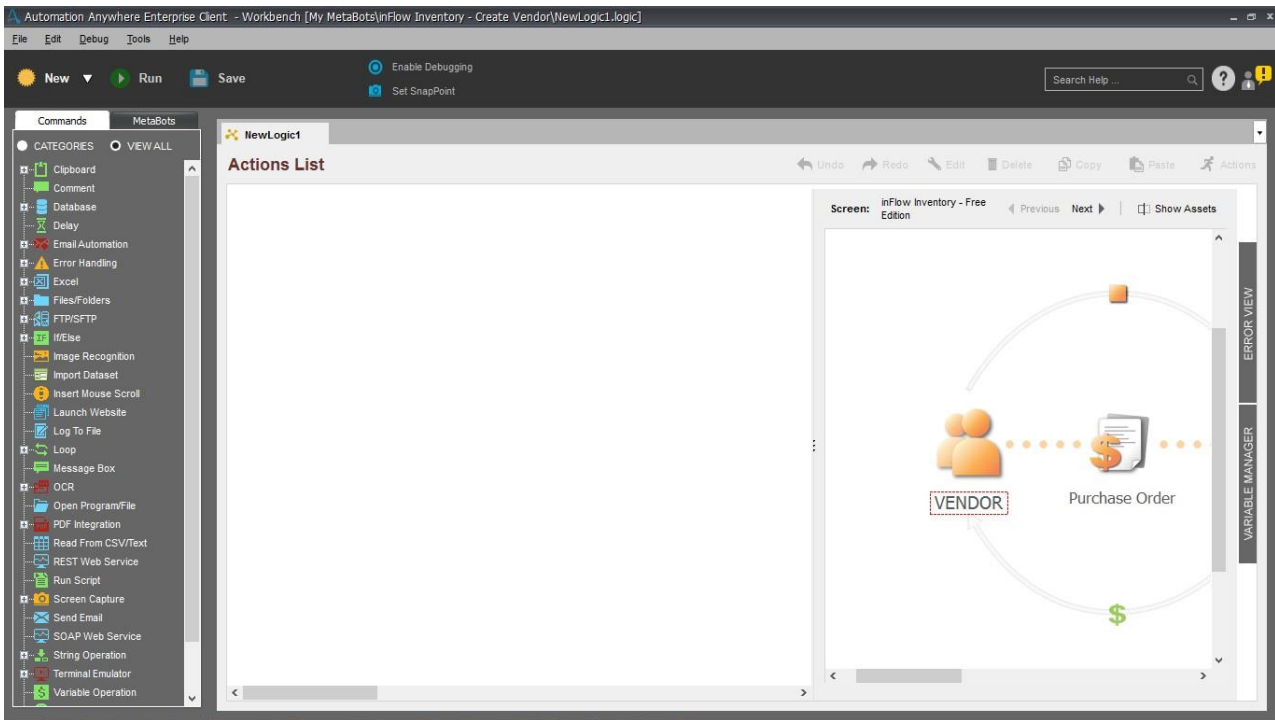 Automation Anywhere Enterprise Client - Workbench [My MetaBots\inFlow Inventory - Create Vendor\NewLogic1.logic]
File Edit Debug Tools Help
New Run Save
Enable Debugging
Set SnapPoint
Search Help ...
Commands MetaBots
CATEGORIES VIEW ALL
Clipboard
Comment
Database
Delay
Email Automation
Error Handling
Excel
Files/Folders
FTP/SFTP
If/Else
Image Recognition
Import Dataset
Insert Mouse Scroll
Launch Website
Log To File
Loop
Message Box
OCR
Open Program/File
PDF Integration
Read From CSV/Text
REST Web Service
Run Script
Screen Capture
Send Email
SOAP Web Service
String Operation
Terminal Emulator
Variable Operation
NewLogic1
Actions List
Undo Redo Edit Delete Copy Paste Actions
Screen: inFlow Inventory - Free
Edition
Previous Next Show Assets
VENDOR
Purchase Order
$
ERROR VIEW
VARIABLE MANAGER